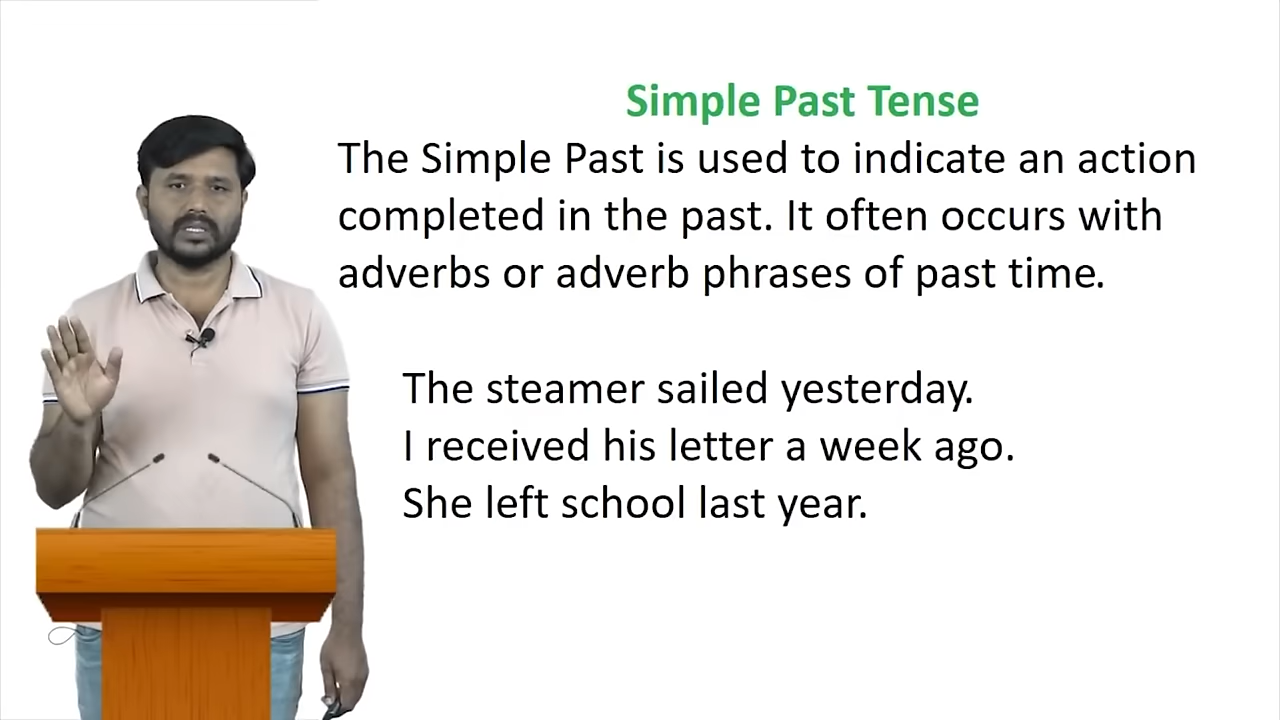 Simple Past Tense
The Simple Past is used to indicate an action
completed in the past. It often occurs with
adverbs or adverb phrases of past time.
The steamer sailed yesterday.
I received his letter a week ago.
She left school last year.